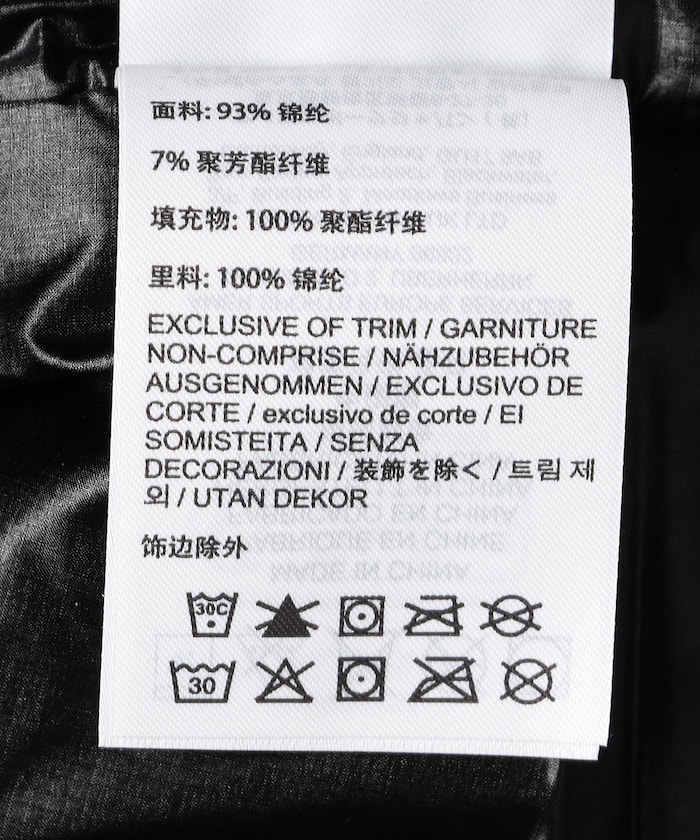 面料: 93% 锦纶
7% 聚芳酯纤维
填充物: 100% 聚酯纤维
里料: 100% 锦纶
EXCLUSIVE OF TRIM / GARNITURE
NON-COMPRISE / NÄHZUBEHÖR
AUSGENOMMEN / EXCLUSIVO DE
CORTE / exclusivo de corte / EI
SOMISTEITA / SENZA
DECORAZIONI / 装飾を除く / 트림 제
외 / UTAN DEKOR
饰边除外
30C
30